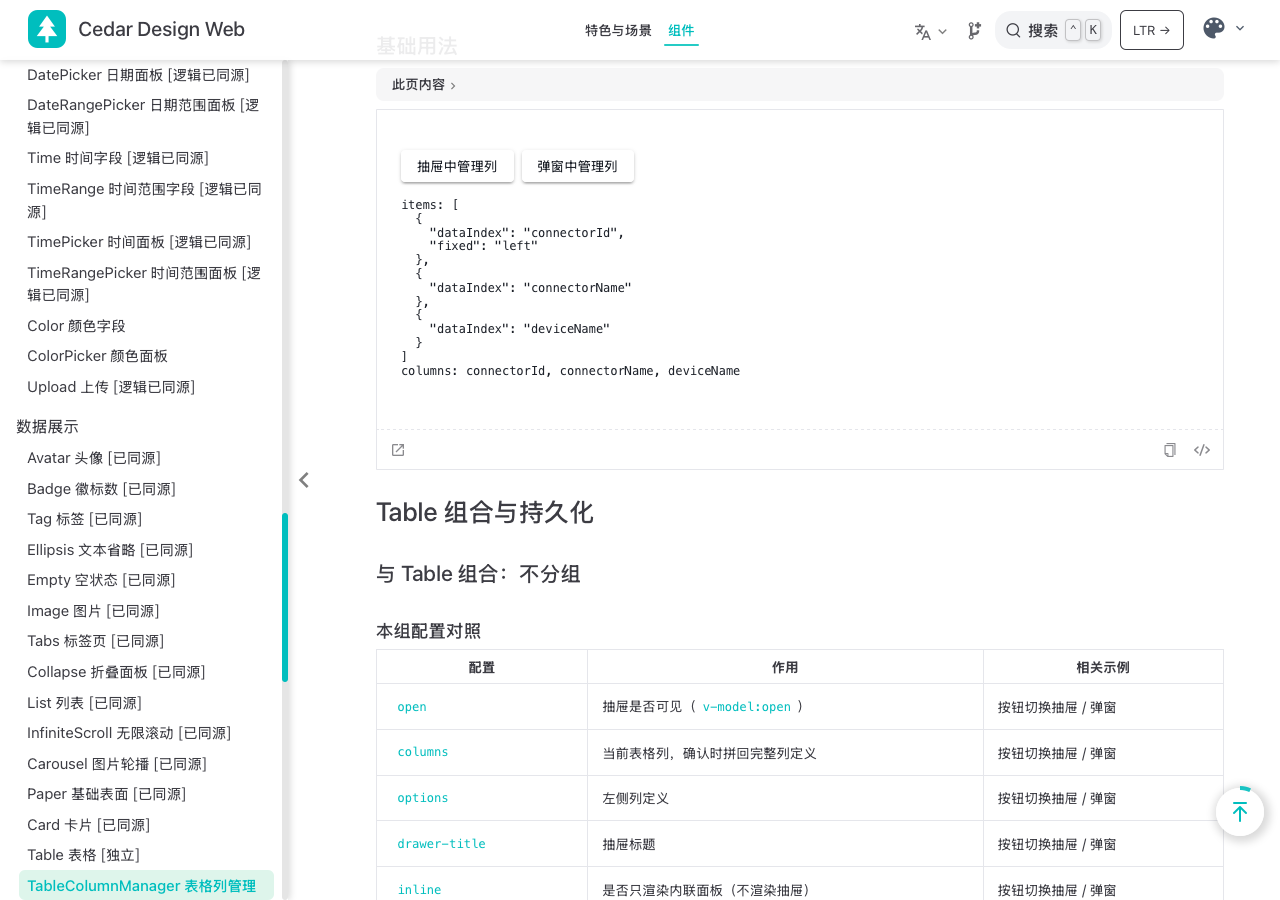 Cedar Design Web
特色与场景
组件
搜索
^
K
LTR →
DatePicker 日期面板 [逻辑已同源]
DateRangePicker 日期范围面板 [逻
辑已同源]
Time 时间字段 [逻辑已同源]
TimeRange 时间范围字段 [逻辑已同
源]
TimePicker 时间面板 [逻辑已同源]
TimeRangePicker 时间范围面板 [逻
辑已同源]
Color 颜色字段
ColorPicker 颜色面板
Upload 上传 [逻辑已同源]
数据展示
Avatar 头像 [已同源]
Badge 徽标数 [已同源]
Tag 标签 [已同源]
Ellipsis 文本省略 [已同源]
Empty 空状态 [已同源]
Image 图片 [已同源]
Tabs 标签页 [已同源]
Collapse 折叠面板 [已同源]
List 列表 [已同源]
InfiniteScroll 无限滚动 [已同源]
Carousel 图片轮播 [已同源]
Paper 基础表面 [已同源]
Card 卡片 [已同源]
Table 表格 [独立]
TableColumnManager 表格列管理
基础用法
此页内容 ›
抽屉中管理列
弹窗中管理列
items: [
  {
    "dataIndex": "connectorId",
    "fixed": "left"
  },
  {
    "dataIndex": "connectorName"
  },
  {
    "dataIndex": "deviceName"
  }
]
columns: connectorId, connectorName, deviceName
Table 组合与持久化
与 Table 组合：不分组
本组配置对照
配置 作用 相关示例
open 抽屉是否可见（ v-model:open ） 按钮切换抽屉 / 弹窗
columns 当前表格列，确认时拼回完整列定义 按钮切换抽屉 / 弹窗
options 左侧列定义 按钮切换抽屉 / 弹窗
drawer-title 抽屉标题 按钮切换抽屉 / 弹窗
inline 是否只渲染内联面板（不渲染抽屉） 按钮切换抽屉 / 弹窗